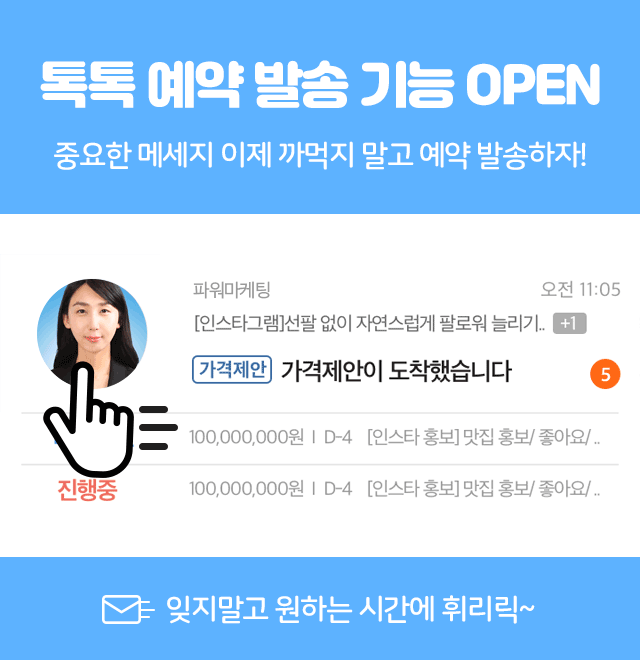 톡톡 예약 발송 기능 OPEN
중요한 메세지 이제 까먹지 말고 예약 발송하자!
파워마케팅 오전 11:05
[인스타그램]선팔 없이 자연스럽게 팔로워 늘리기.. +1
가격제안 가격제안이 도착했습니다 5
100,000,000원 | D-4 [인스타 홍보] 맛집 홍보/ 좋아요/ ..
진행중 100,000,000원 | D-4 [인스타 홍보] 맛집 홍보/ 좋아요/ ..
잊지말고 원하는 시간에 휘리릭~